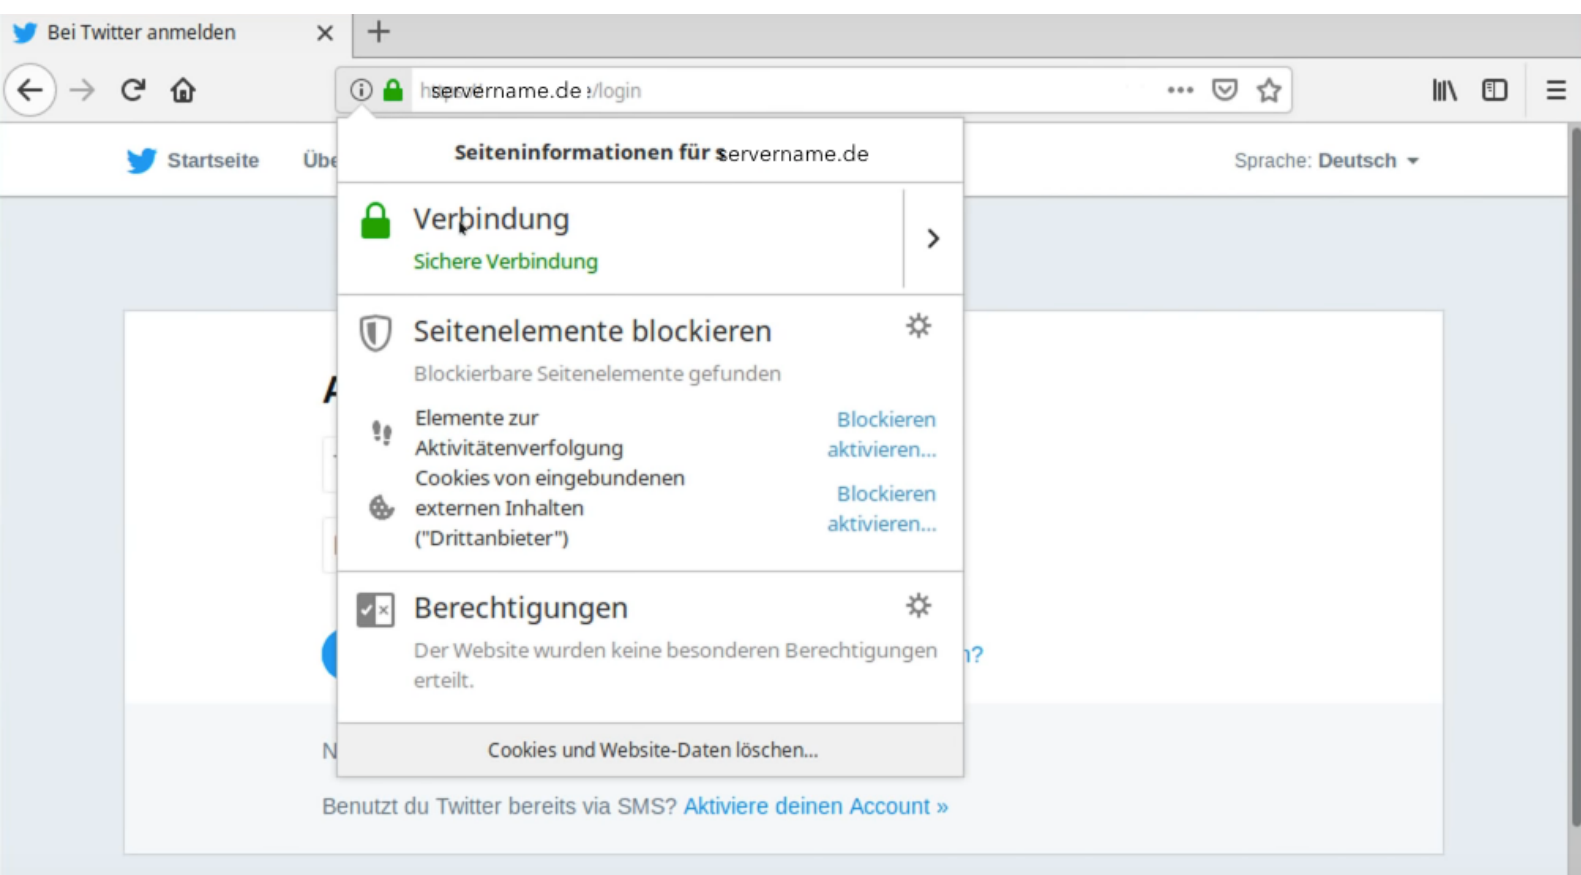 Bei Twitter anmelden
servername.de /login
Startseite
Sprache: Deutsch
Seiteninformationen für servername.de
Verbindung
Sichere Verbindung
Seitenelemente blockieren
Blockierbare Seitenelemente gefunden
Elemente zur
Aktivitätenverfolgung
Blockieren
aktivieren...
Cookies von eingebundenen
externen Inhalten
("Drittanbieter")
Blockieren
aktivieren...
Berechtigungen
Der Website wurden keine besonderen Berechtigungen
erteilt.
Cookies und Website-Daten löschen...
Benutzt du Twitter bereits via SMS? Aktiviere deinen Account »